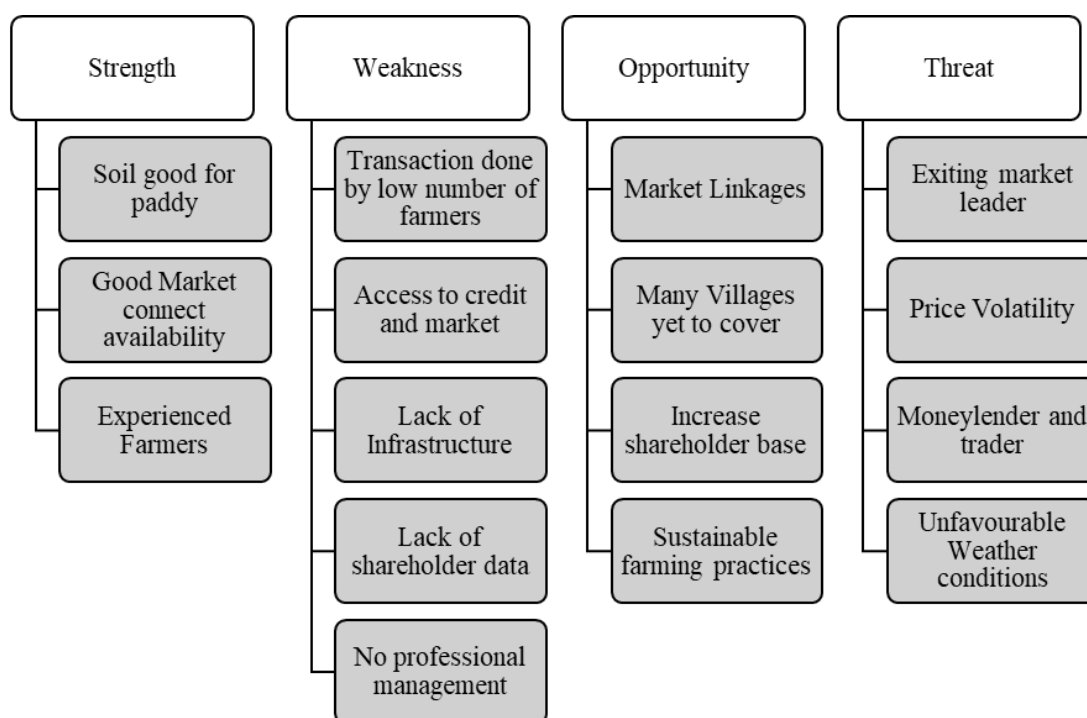 Strength
Soil good for
paddy
Good Market
connect
availability
Experienced
Farmers
Weakness
Transaction done
by low number of
farmers
Access to credit
and market
Lack of
Infrastructure
Lack of
shareholder data
No professional
management
Opportunity
Market Linkages
Many Villages
yet to cover
Increase
shareholder base
Sustainable
farming practices
Threat
Exiting market
leader
Price Volatility
Moneylender and
trader
Unfavourable
Weather
conditions